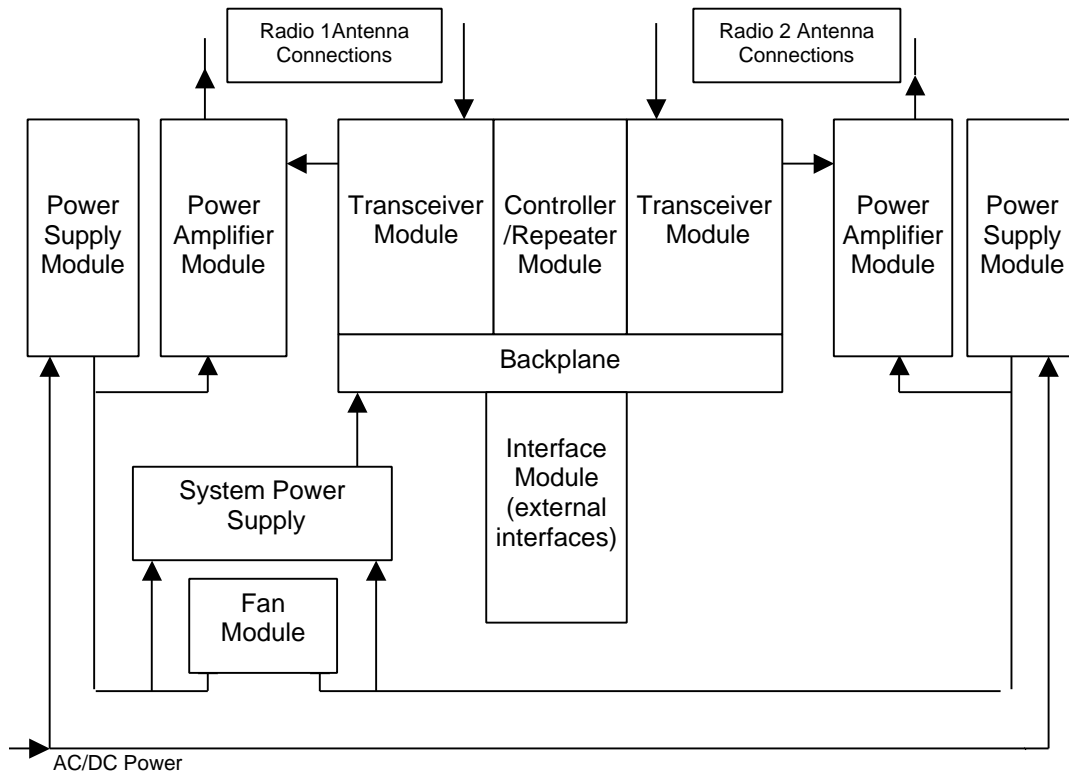 Radio 1Antenna
Connections
Radio 2 Antenna
Connections
Power
Supply
Module
Power
Amplifier
Module
Transceiver
Module
Controller
/Repeater
Module
Transceiver
Module
Power
Amplifier
Module
Power
Supply
Module
Backplane
Interface
Module
(external
interfaces)
System Power
Supply
Fan
Module
AC/DC Power